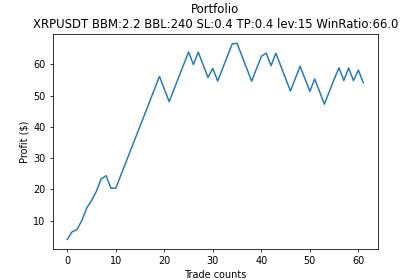 Portfolio
XRPUSDT BBM:2.2 BBL:240 SL:0.4 TP:0.4 lev:15 WinRatio:66.0
Profit ($)
60
50
40
30
20
10
0 10 20 30 40 50 60
Trade counts